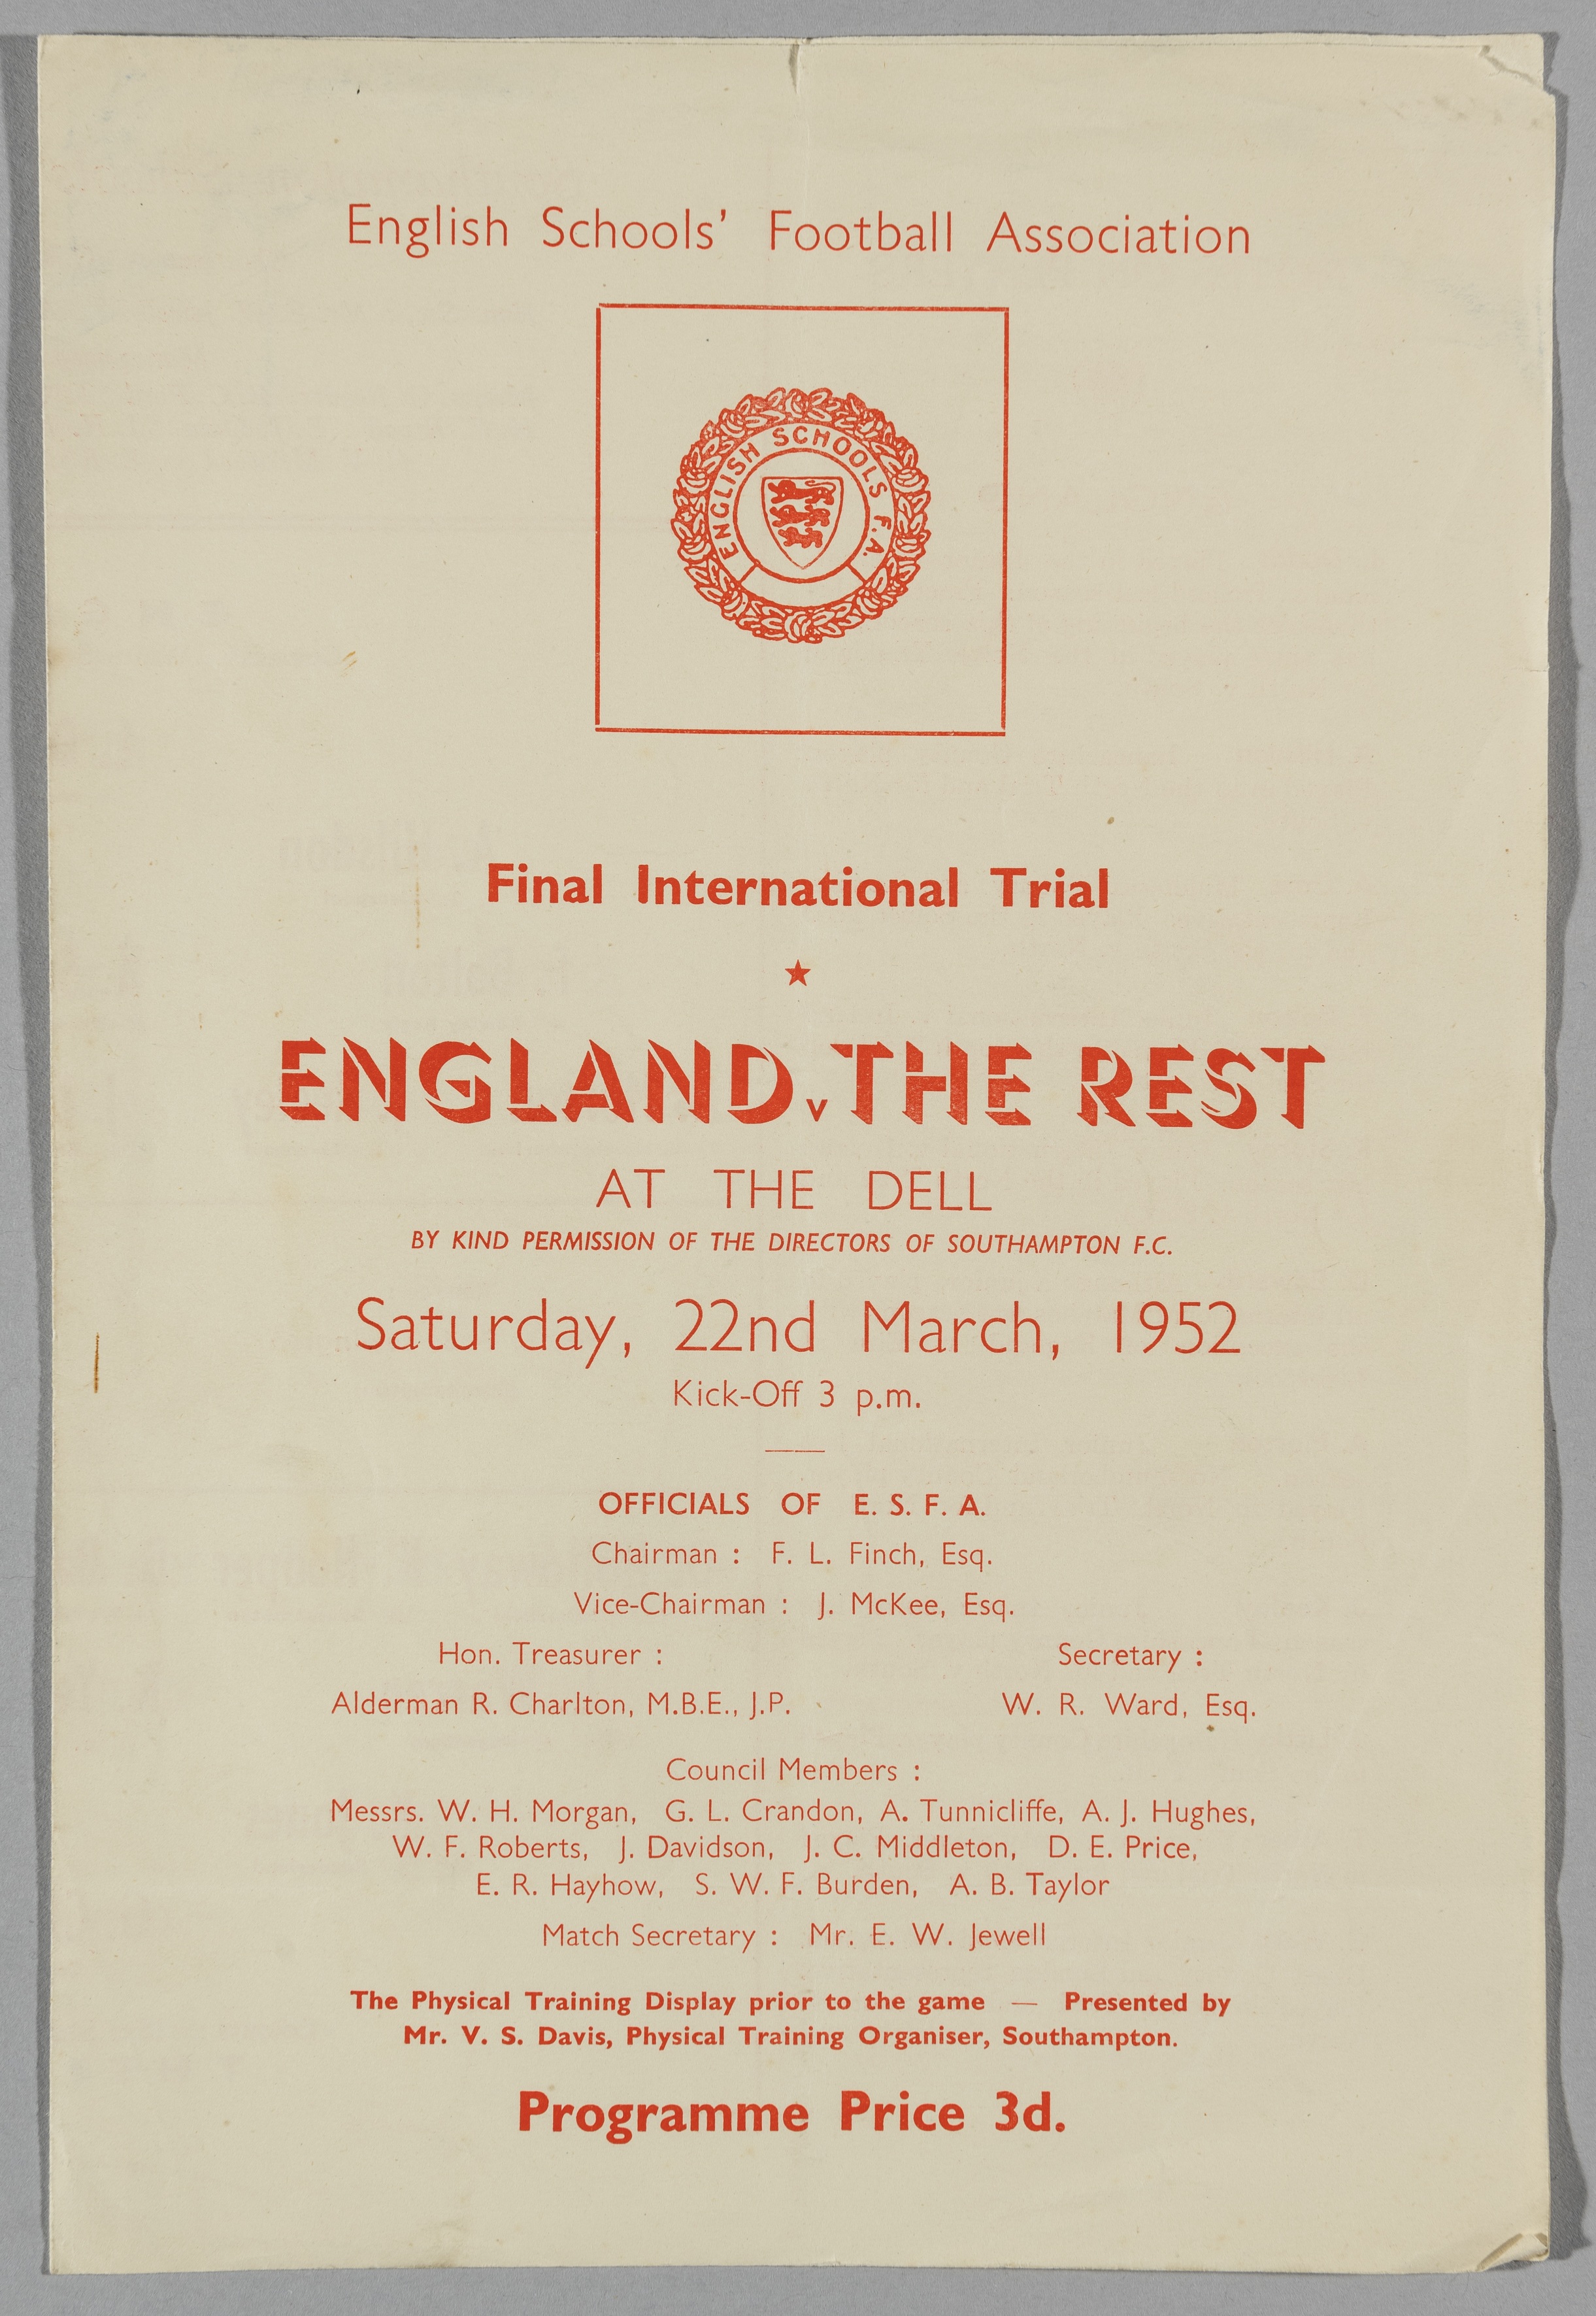 English Schools' Football Association
ENGLISH SCHOOLS F.A.
Final International Trial
ENGLAND v THE REST
AT THE DELL
BY KIND PERMISSION OF THE DIRECTORS OF SOUTHAMPTON F.C.
Saturday, 22nd March, 1952
Kick-Off 3 p.m.
OFFICIALS OF E. S. F. A.
Chairman : F. L. Finch, Esq.
Vice-Chairman : J. McKee, Esq.
Hon. Treasurer : Secretary :
Alderman R. Charlton, M.B.E., J.P. W. R. Ward, Esq.
Council Members :
Messrs. W. H. Morgan, G. L. Crandon, A. Tunnicliffe, A. J. Hughes,
W. F. Roberts, J. Davidson, J. C. Middleton, D. E. Price,
E. R. Hayhow, S. W. F. Burden, A. B. Taylor
Match Secretary : Mr. E. W. Jewell
The Physical Training Display prior to the game — Presented by
Mr. V. S. Davis, Physical Training Organiser, Southampton.
Programme Price 3d.